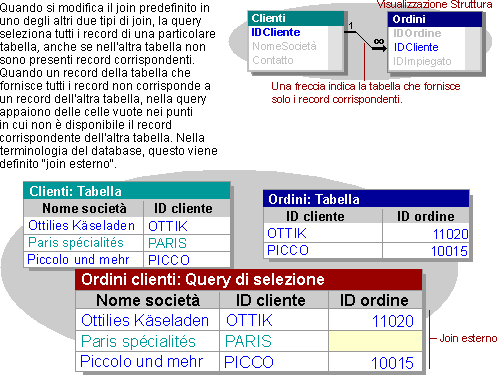 Quando si modifica il join predefinito in
uno degli altri due tipi di join, la query
seleziona tutti i record di una particolare
tabella, anche se nell'altra tabella non
sono presenti record corrispondenti.
Quando un record della tabella che
fornisce tutti i record non corrisponde a
un record dell'altra tabella, nella query
appaiono delle celle vuote nei punti
in cui non è disponibile il record
corrispondente dell'altra tabella. Nella
terminologia del database, questo viene
definito "join esterno".
Visualizzazione Struttura
Clienti
IDCliente
NomeSocietà
Contatto
1
∞
Ordini
IDOrdine
IDCliente
IDImpiegato
Una freccia indica la tabella che fornisce
solo i record corrispondenti.
Clienti: Tabella
Nome società ID cliente
Ottilies Käseladen OTTIK
Paris spécialités PARIS
Piccolo und mehr PICCO
Ordini: Tabella
ID cliente ID ordine
OTTIK 11020
PICCO 10015
Ordini clienti: Query di selezione
Nome società ID cliente ID ordine
Ottilies Käseladen OTTIK 11020
Paris spécialités PARIS
Piccolo und mehr PICCO 10015
Join esterno